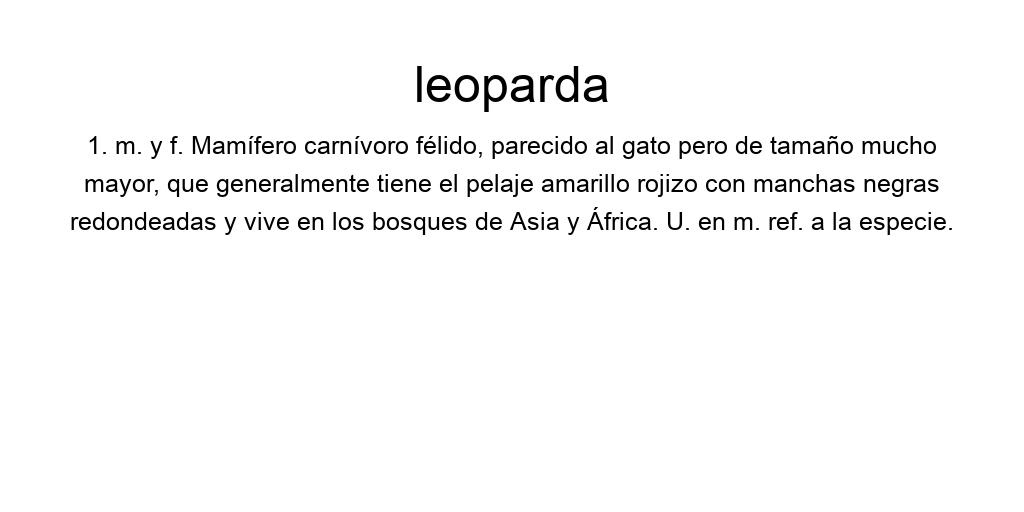 leoparda
1. m. y f. Mamífero carnívoro félido, parecido al gato pero de tamaño mucho
mayor, que generalmente tiene el pelaje amarillo rojizo con manchas negras
redondeadas y vive en los bosques de Asia y África. U. en m. ref. a la especie.